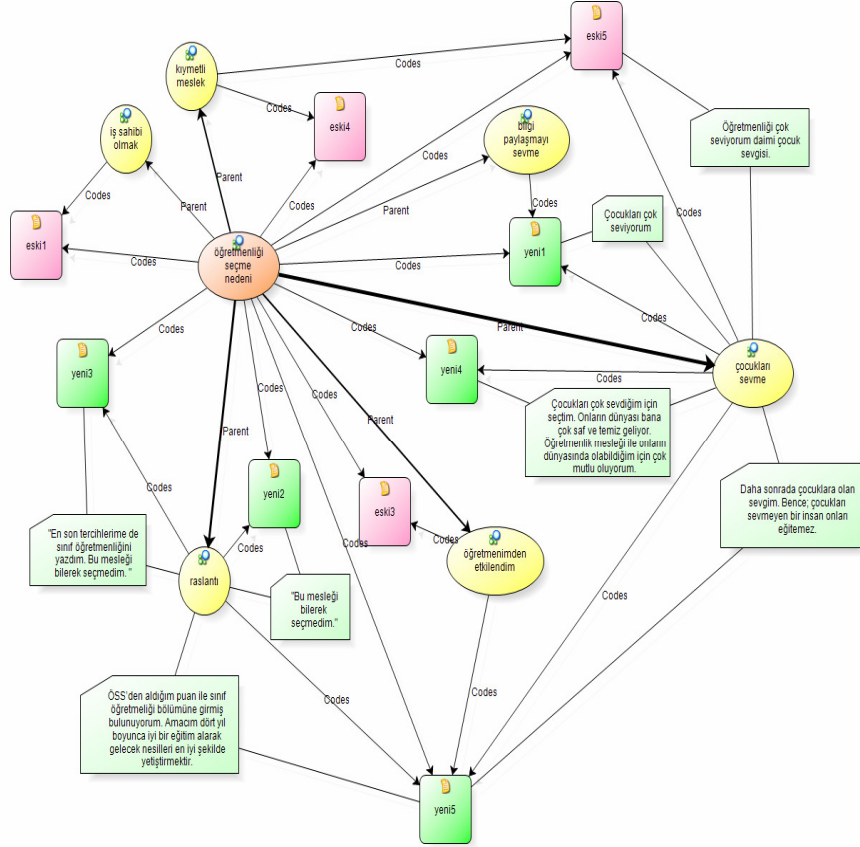 eski5
Codes
kıymetli
meslek
Codes
eski4
iş sahibi
olmak
bilgi
paylaşmayı
sevme
Öğretmenliği çok
seviyorum daimi çocuk
sevgisi.
Codes
Parent
Codes
Codes
Parent
Parent
Codes
Codes
eski1
Codes
öğretmenliği
seçme
nedeni
Codes
yeni1
Çocukları çok
seviyorum
Codes
Codes
Codes
Parent
yeni3
yeni4
Codes
çocukları
sevme
Codes
Parent
Parent
Codes
Çocukları çok sevdiğim için
seçtim. Onların dünyası bana
çok saf ve temiz geliyor.
Öğretmenlik mesleği ile onların
dünyasında olabildiğim için çok
mutlu oluyorum.
Codes
yeni2
eski3
Daha sonrada çocuklara olan
sevgim. Bence; çocukları
sevmeyen bir insan onları
eğitemez.
"En son tercihlerime de
sınıf öğretmenliğini
yazdım. Bu mesleği
bilerek seçmedim. "
Codes
Codes
Codes
öğretmenimden
etkilendim
raslantı
"Bu mesleği
bilerek
seçmedim."
Codes
ÖSS'den aldığım puan ile sınıf
öğretmeliği bölümüne girmiş
bulunuyorum. Amacım dört yıl
boyunca iyi bir eğitim alarak
gelecek nesilleri en iyi şekilde
yetiştirmektir.
Codes
Codes
yeni5